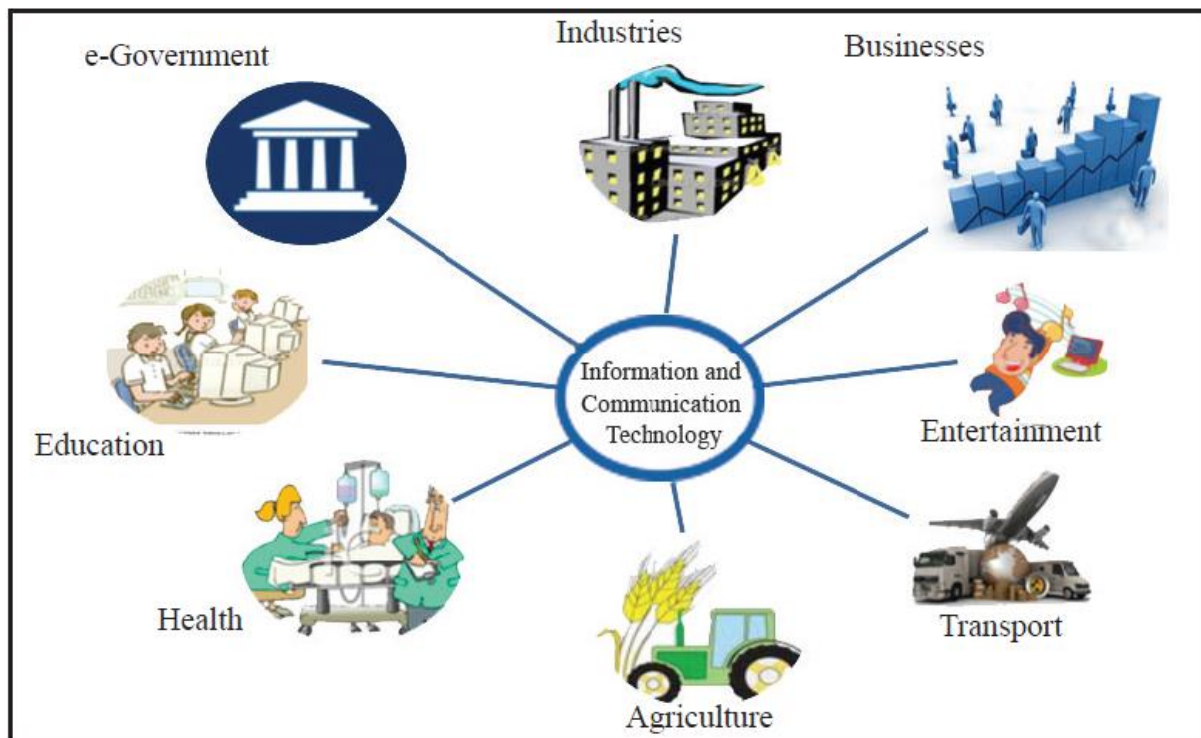 e-Government
Industries
Businesses
Education
Information and
Communication
Technology
Entertainment
Health
Agriculture
Transport